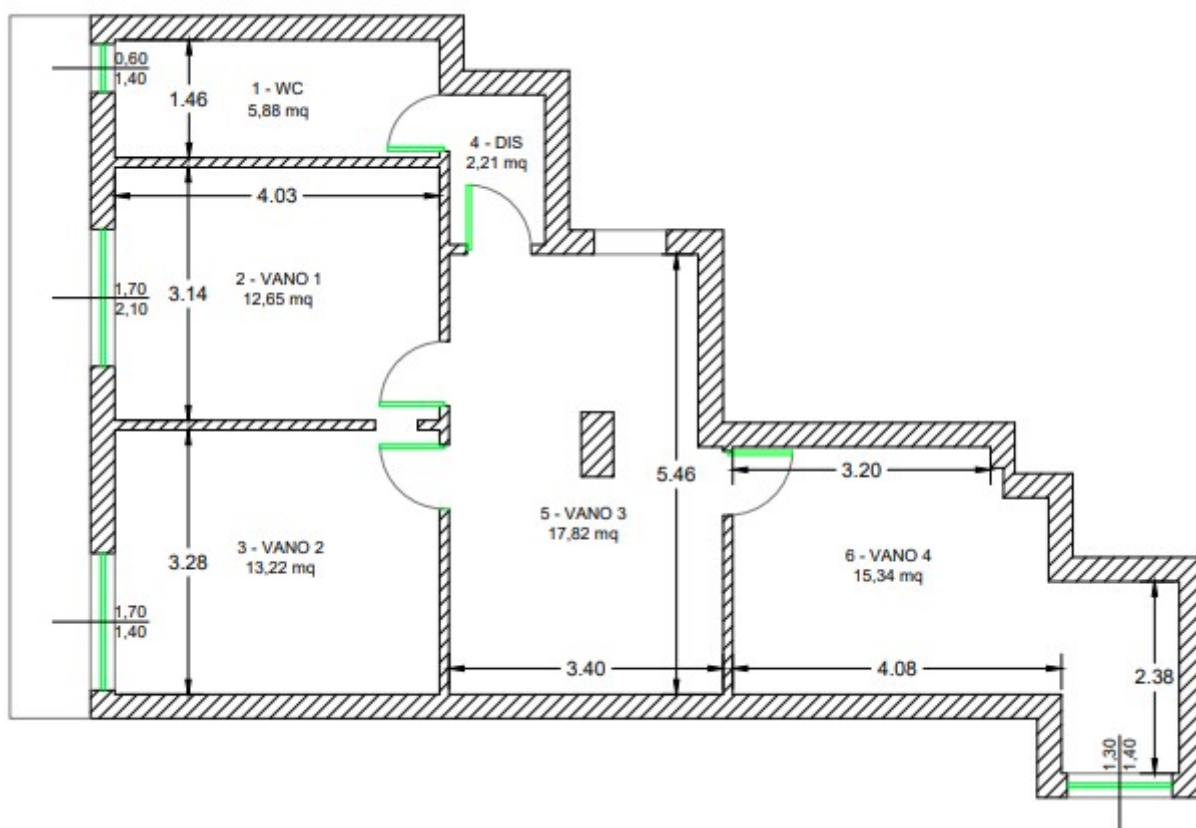 0,60
1,40
1.46
1 - WC
5,88 mq
4 - DIS
2,21 mq
4.03
1,70
2,10
3.14
2 - VANO 1
12,65 mq
5.46
3.20
3.28
3 - VANO 2
13,22 mq
5 - VANO 3
17,82 mq
6 - VANO 4
15,34 mq
1,70
1,40
3.40
4.08
2.38
1,30
1,40